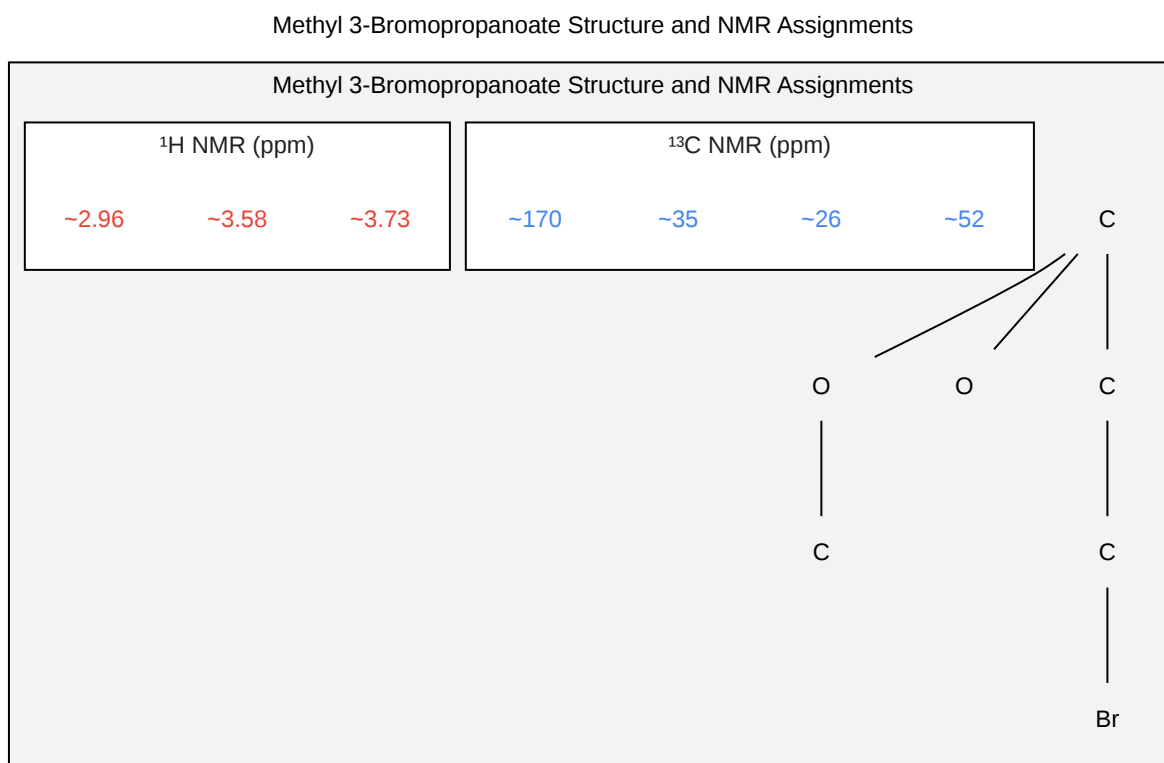 Methyl 3-Bromopropanoate Structure and NMR Assignments
Methyl 3-Bromopropanoate Structure and NMR Assignments
¹H NMR (ppm)
¹³C NMR (ppm)
~2.96 ~3.58 ~3.73
~170 ~35 ~26 ~52
C
O O C
C C
Br